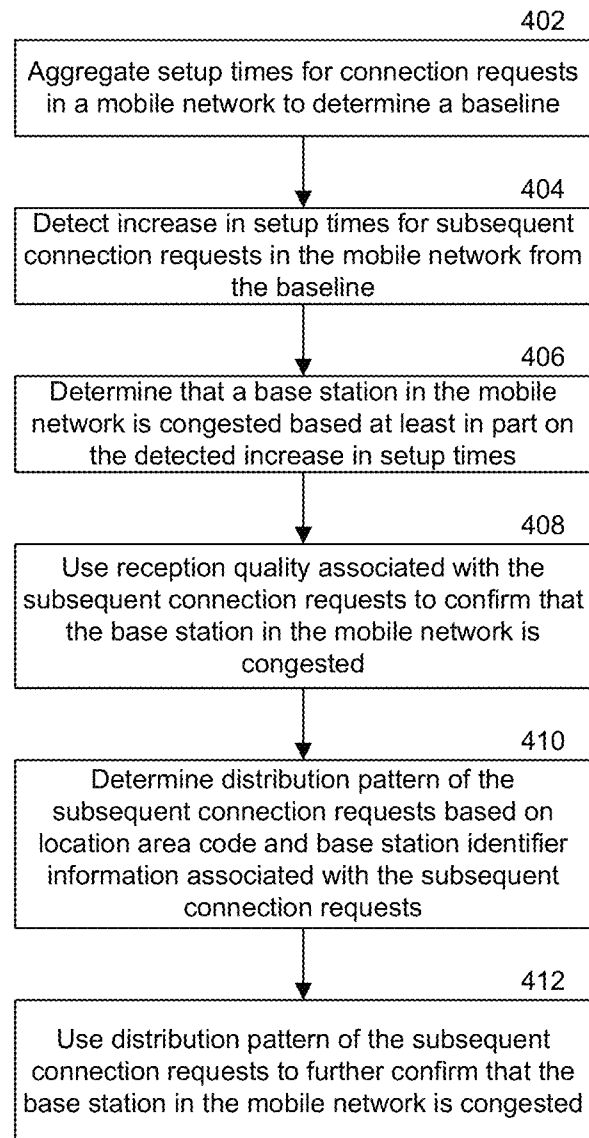 402
Aggregate setup times for connection requests
in a mobile network to determine a baseline
404
Detect increase in setup times for subsequent
connection requests in the mobile network from
the baseline
406
Determine that a base station in the mobile
network is congested based at least in part on
the detected increase in setup times
408
Use reception quality associated with the
subsequent connection requests to confirm that
the base station in the mobile network is
congested
410
Determine distribution pattern of the
subsequent connection requests based on
location area code and base station identifier
information associated with the subsequent
connection requests
412
Use distribution pattern of the subsequent
connection requests to further confirm that the
base station in the mobile network is congested